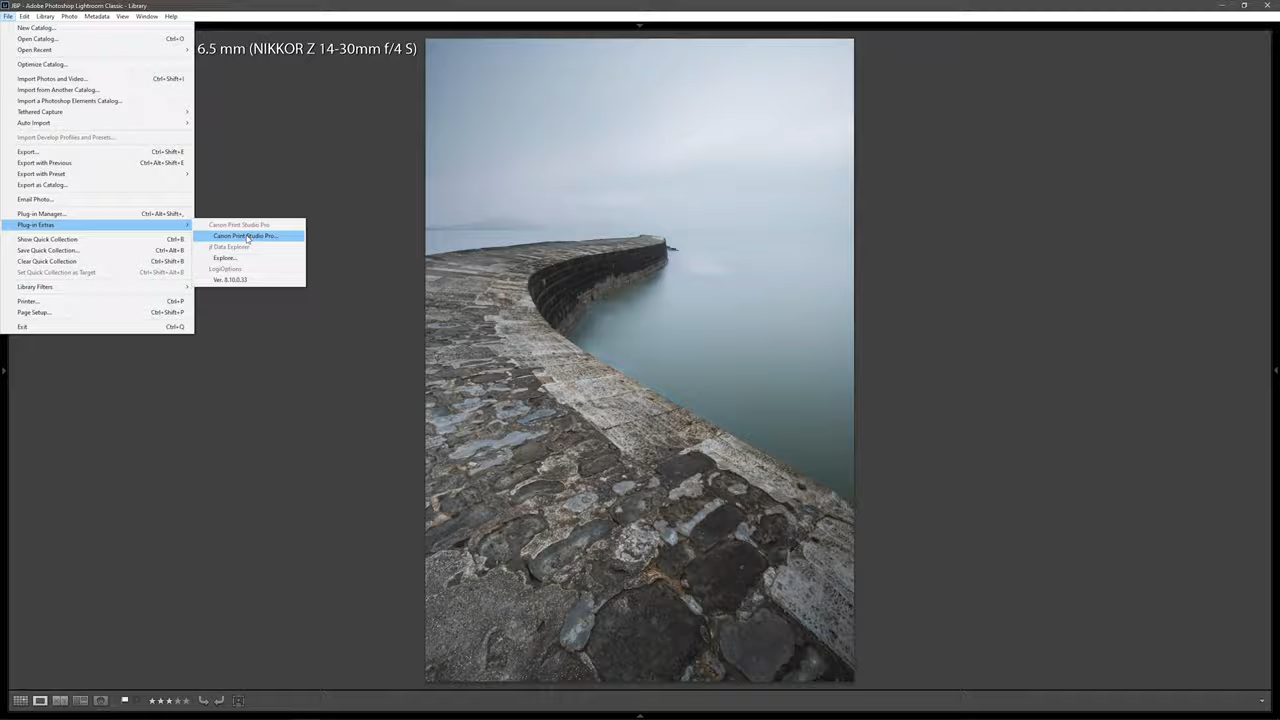 JBP - Adobe Photoshop Lightroom Classic - Library
File Edit Library Photo Metadata View Window Help
6.5 mm (NIKKOR Z 14-30mm f/4 S)
New Catalog...
Open Catalog... Ctrl+O
Open Recent
Optimize Catalog...
Import Photos and Video... Ctrl+Shift+I
Import from Another Catalog...
Import a Photoshop Elements Catalog...
Tethered Capture
Auto Import
Import Develop Profiles and Presets...
Export... Ctrl+Shift+E
Export with Previous Ctrl+Alt+Shift+E
Export with Preset
Export as Catalog...
Email Photo...
Plug-in Manager... Ctrl+Alt+Shift+,
Plug-in Extras
Show Quick Collection Ctrl+B
Save Quick Collection... Ctrl+Alt+B
Clear Quick Collection Ctrl+Shift+B
Set Quick Collection as Target Ctrl+Shift+Alt+B
Library Filters
Printer... Ctrl+P
Page Setup... Ctrl+Shift+P
Exit Ctrl+Q
Canon Print Studio Pro
Canon Print Studio Pro...
jf Data Explorer
Explore...
LogiOptions
Ver. 8.10.0.33